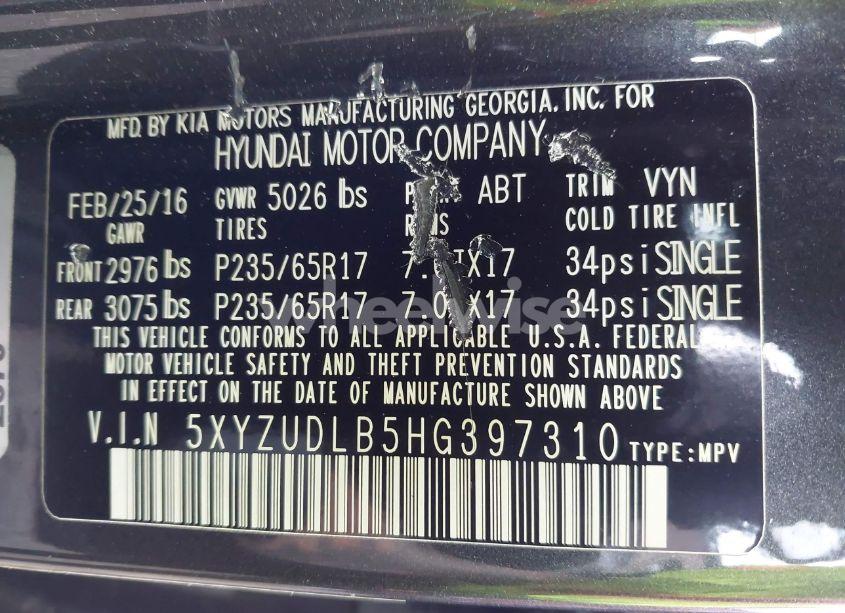 MFD. BY KIA MOTORS MANUFACTURING GEORGIA, INC. FOR
HYUNDAI MOTOR COMPANY
FEB/25/16 GVWR 5026 lbs ABT TRIM VYN
GAWR TIRES COLD TIRE INFL
FRONT 2976 lbs P235/65R17 34psi SINGLE
REAR 3075 lbs P235/65R17 34psi SINGLE
THIS VEHICLE CONFORMS TO ALL APPLICABLE U.S.A. FEDERAL
MOTOR VEHICLE SAFETY AND THEFT PREVENTION STANDARDS
IN EFFECT ON THE DATE OF MANUFACTURE SHOWN ABOVE
V.I.N 5XYZUDLB5HG397310 TYPE:MPV
wheelwise